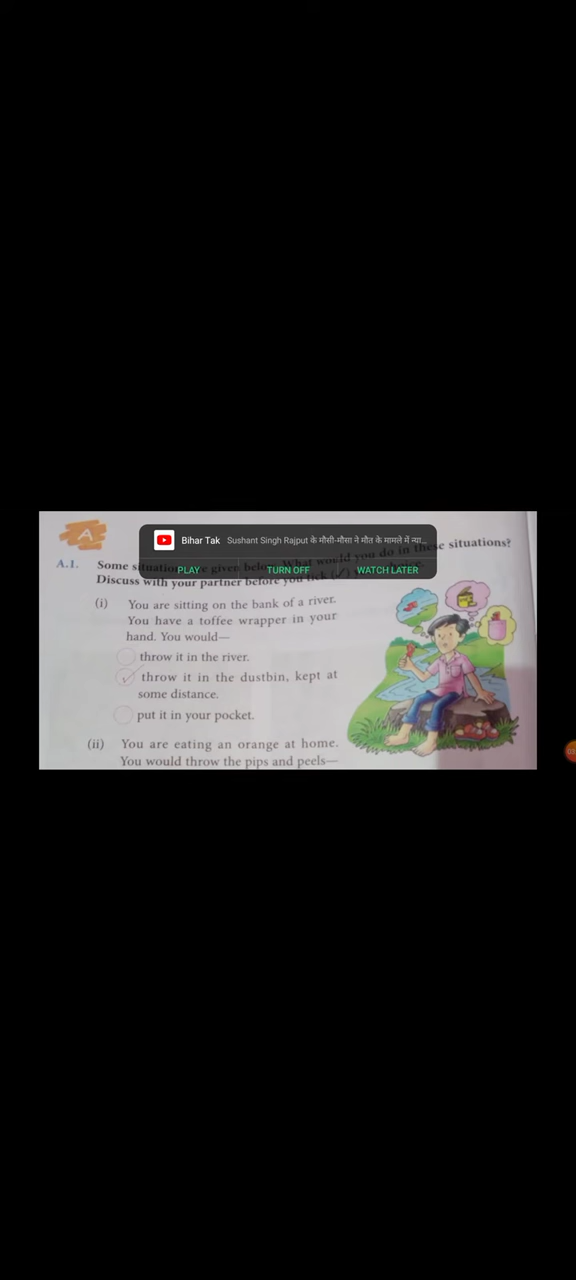 A
Bihar Tak Sushant Singh Rajput के मौसी-मौसा ने मौत के मामले में न्या...
PLAY TURN OFF WATCH LATER
A.1. Some situations are given below. What would you do in these situations?
Discuss with your partner before you tick (✓)
(i) You are sitting on the bank of a river.
You have a toffee wrapper in your
hand. You would—
throw it in the river.
throw it in the dustbin, kept at
some distance.
put it in your pocket.
(ii) You are eating an orange at home.
You would throw the pips and peels—